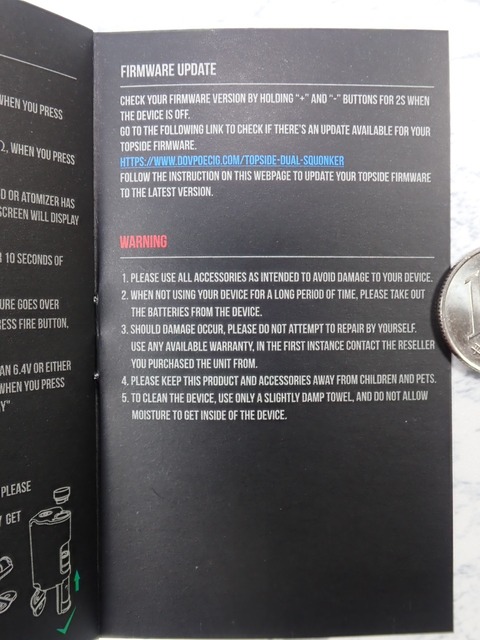 WHEN YOU PRESS
Ω, WHEN YOU PRESS
D OR ATOMIZER HAS
SCREEN WILL DISPLAY
10 SECONDS OF
URE GOES OVER
RESS FIRE BUTTON,
AN 6.4V OR EITHER
WHEN YOU PRESS
Y"
PLEASE
GET
FIRMWARE UPDATE
CHECK YOUR FIRMWARE VERSION BY HOLDING "+" AND "-" BUTTONS FOR 2S WHEN
THE DEVICE IS OFF.
GO TO THE FOLLOWING LINK TO CHECK IF THERE'S AN UPDATE AVAILABLE FOR YOUR
TOPSIDE FIRMWARE.
HTTPS://WWW.DOVPOECIG.COM/TOPSIDE-DUAL-SQUONKER
FOLLOW THE INSTRUCTION ON THIS WEBPAGE TO UPDATE YOUR TOPSIDE FIRMWARE
TO THE LATEST VERSION.
WARNING
1. PLEASE USE ALL ACCESSORIES AS INTENDED TO AVOID DAMAGE TO YOUR DEVICE.
2. WHEN NOT USING YOUR DEVICE FOR A LONG PERIOD OF TIME, PLEASE TAKE OUT
THE BATTERIES FROM THE DEVICE.
3. SHOULD DAMAGE OCCUR, PLEASE DO NOT ATTEMPT TO REPAIR BY YOURSELF.
USE ANY AVAILABLE WARRANTY, IN THE FIRST INSTANCE CONTACT THE RESELLER
YOU PURCHASED THE UNIT FROM.
4. PLEASE KEEP THIS PRODUCT AND ACCESSORIES AWAY FROM CHILDREN AND PETS.
5. TO CLEAN THE DEVICE, USE ONLY A SLIGHTLY DAMP TOWEL, AND DO NOT ALLOW
MOISTURE TO GET INSIDE OF THE DEVICE.